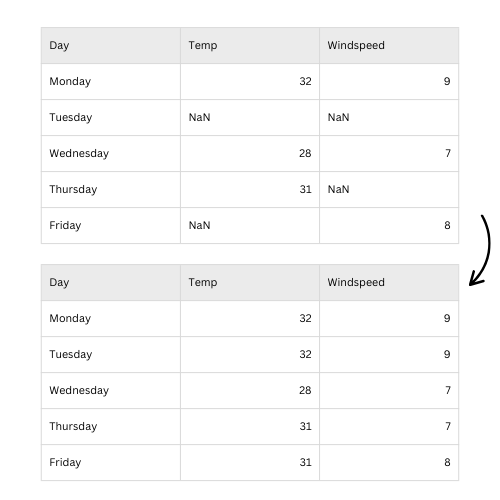 Day Temp Windspeed
Monday 32 9
Tuesday NaN NaN
Wednesday 28 7
Thursday 31 NaN
Friday NaN 8
Day Temp Windspeed
Monday 32 9
Tuesday 32 9
Wednesday 28 7
Thursday 31 7
Friday 31 8